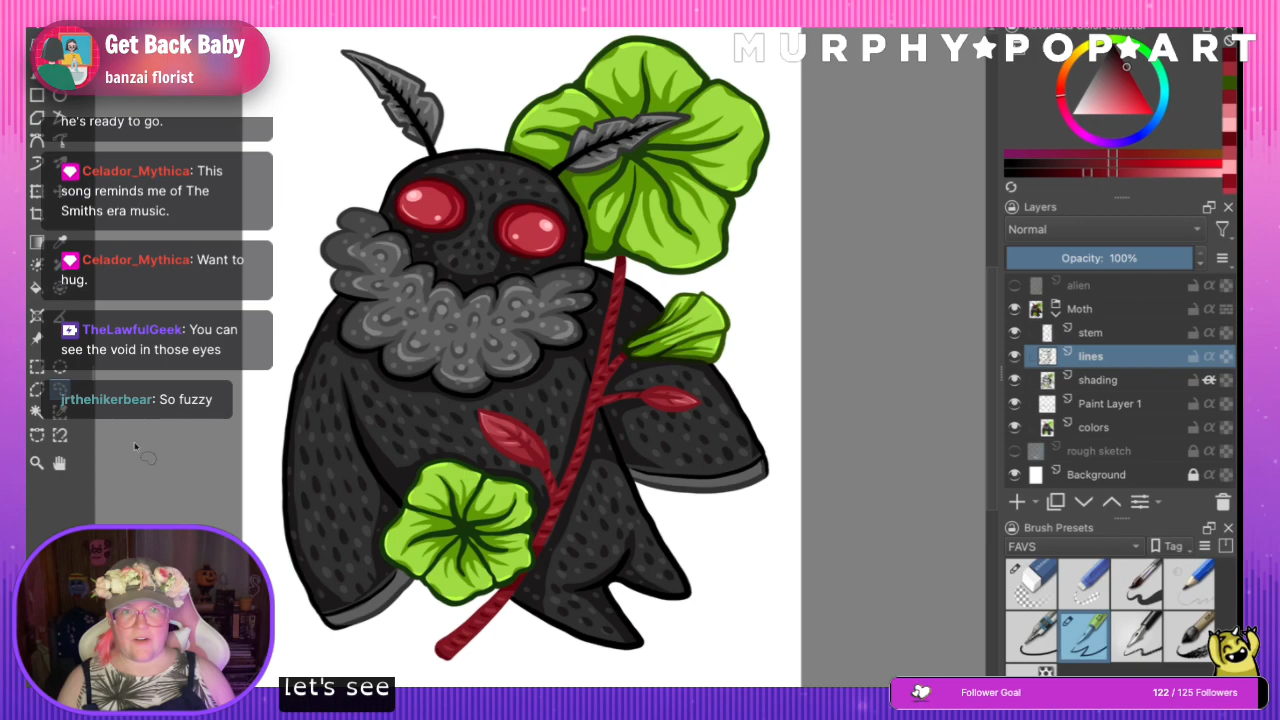 Get Back Baby
banzai florist
MURPHY★POP★ART
he's ready to go.
Celador_Mythica: This
song reminds me of The
Smiths era music.
Celador_Mythica: Want to
hug.
TheLawfulGeek: You can
see the void in those eyes
jrthehikerbear: So fuzzy
let's see
Advanced Color Selector
Layers
Normal
Opacity: 100%
alien
Moth
stem
lines
shading
Paint Layer 1
colors
rough sketch
Background
Brush Presets
FAVS
Tag
Follower Goal
122 / 125 Followers